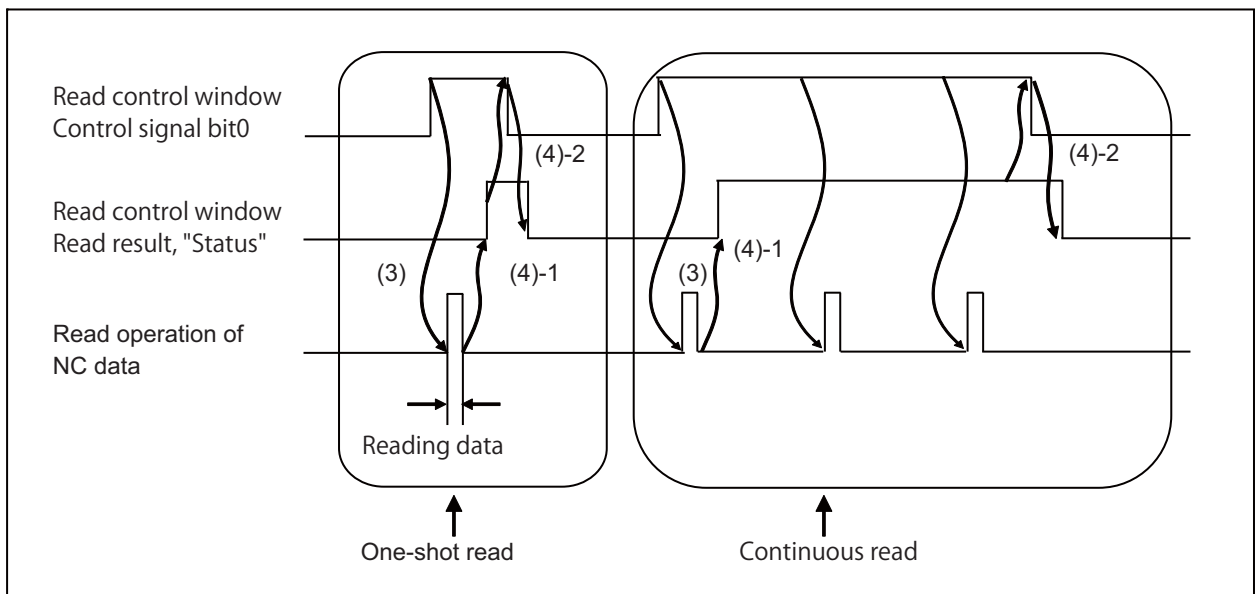 Read control window
Control signal bit0
(4)-2
(4)-2
Read control window
Read result, "Status"
(3)
(4)-1
(3)
(4)-1
Read operation of
NC data
Reading data
One-shot read
Continuous read